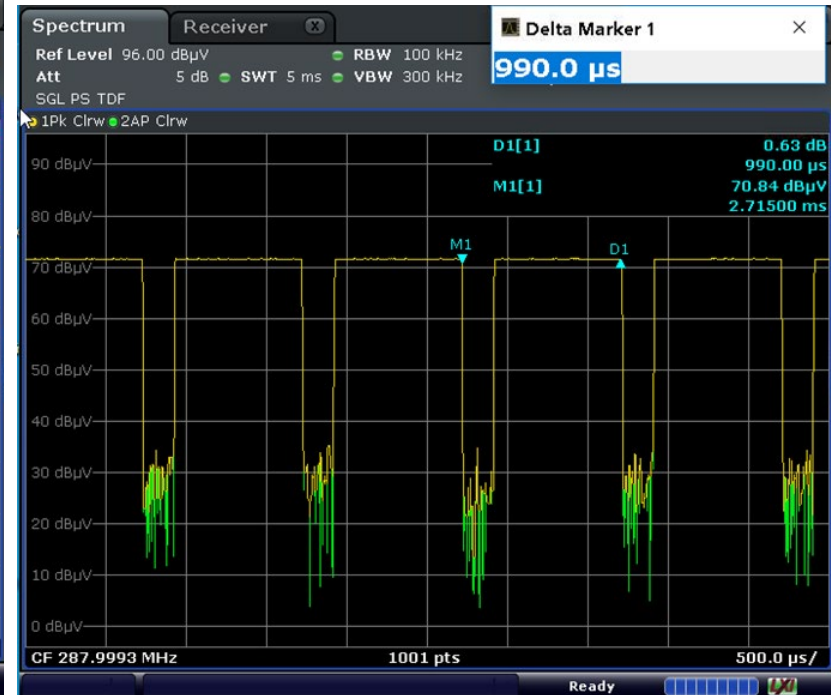 Spectrum Receiver
Delta Marker 1
Ref Level 96.00 dBµV RBW 100 kHz
990.0 µs
Att 5 dB SWT 5 ms VBW 300 kHz
SGL PS TDF
1Pk Clrw 2AP Clrw
D1[1] 0.63 dB
990.00 µs
M1[1] 70.84 dBµV
2.71500 ms
90 dBµV
80 dBµV
M1
D1
70 dBµV
60 dBµV
50 dBµV
40 dBµV
30 dBµV
20 dBµV
10 dBµV
0 dBµV
CF 287.9993 MHz 1001 pts 500.0 µs/
Ready LXI